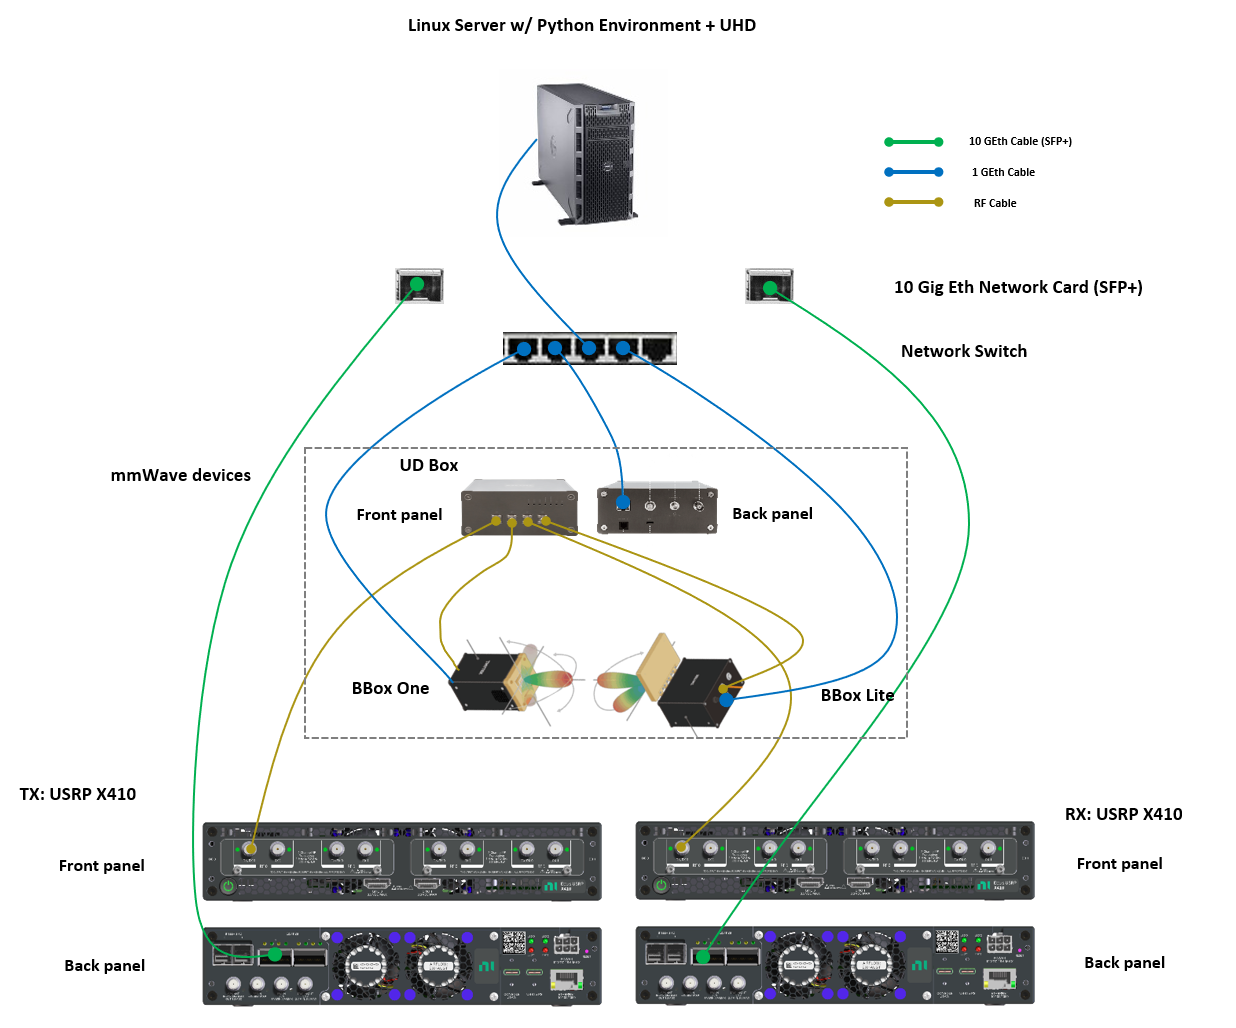 Linux Server w/ Python Environment + UHD
10 GEth Cable (SFP+)
1 GEth Cable
RF Cable
10 Gig Eth Network Card (SFP+)
Network Switch
mmWave devices
UD Box
Front panel
Back panel
BBox One
BBox Lite
TX: USRP X410
RX: USRP X410
Front panel
Front panel
Back panel
Back panel